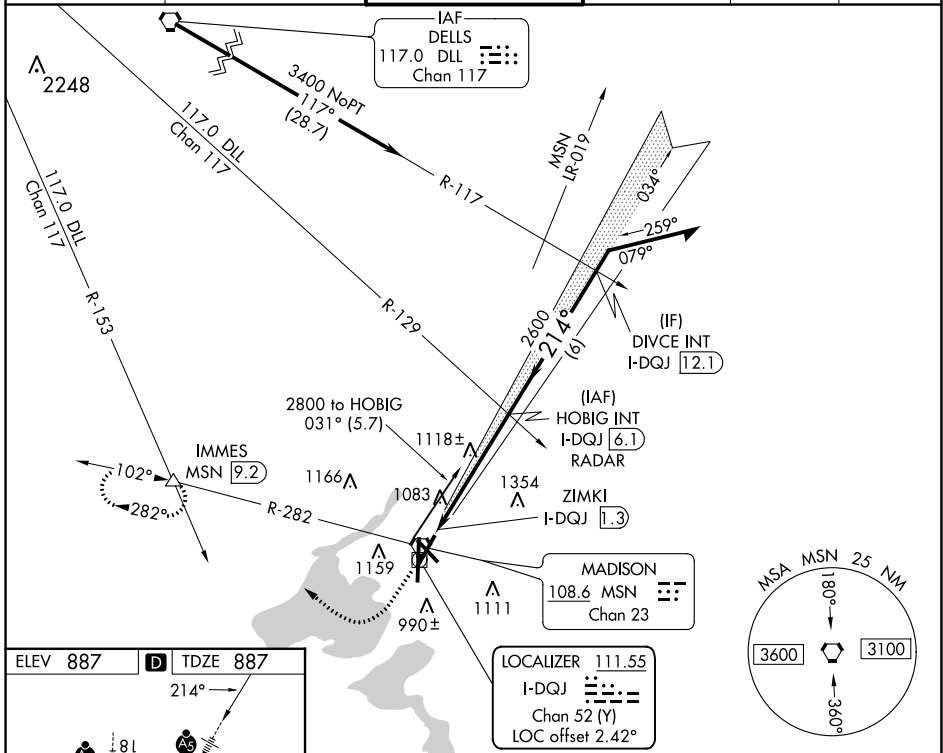 IAF
DELLS
117.0 DLL
Chan 117
2248
3400 NoPT
117°
(28.7)
117.0 DLL
Chan 117
117.0 DLL
Chan 117
R-117
MSN
LR-019
034°
259°
079°
R-153
R-129
2600
214°
(6)
(IF)
DIVCE INT
I-DQJ 12.1
2800 to HOBIG
031° (5.7)
(IAF)
HOBIG INT
I-DQJ 6.1
RADAR
1118±
IMMES
MSN 9.2
102°
282°
R-282
1166
1083
1354
ZIMKI
I-DQJ 1.3
1159
990±
1111
MADISON
108.6 MSN
Chan 23
LOCALIZER 111.55
I-DQJ
Chan 52 (Y)
LOC offset 2.42°
MSA MSN 25 NM
180°
3600
3100
360°
ELEV 887 D TDZE 887
214°
18L
A5